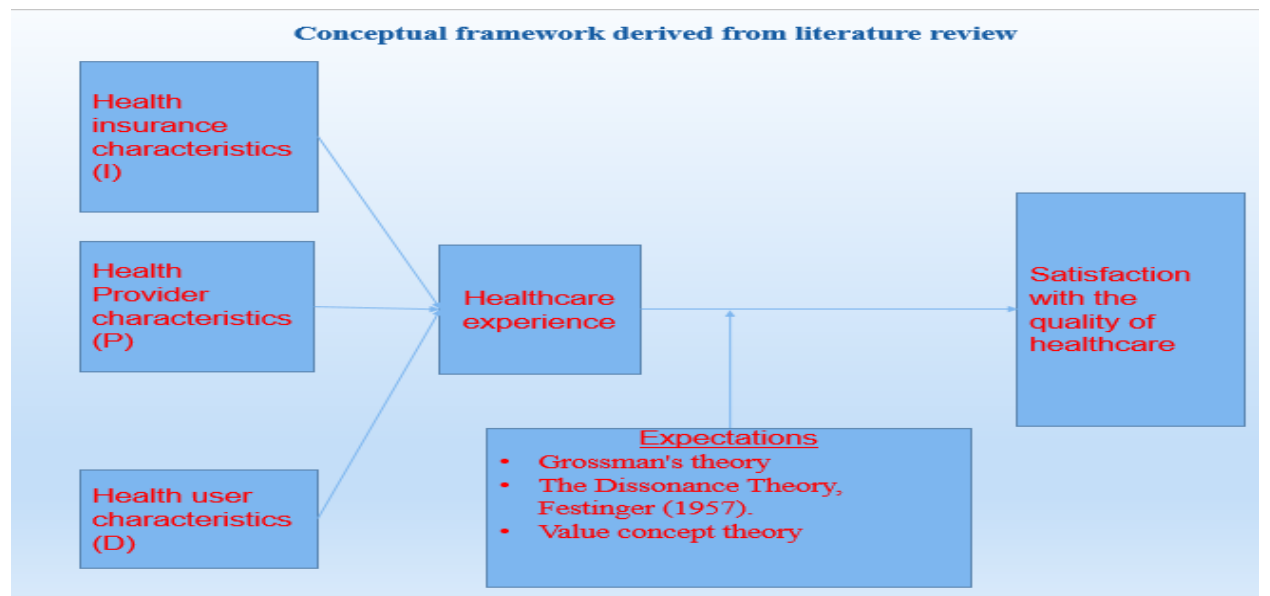 Conceptual framework derived from literature review
Health
insurance
characteristics
(I)
Health
Provider
characteristics
(P)
Health user
characteristics
(D)
Healthcare
experience
Expectations
• Grossman's theory
• The Dissonance Theory,
Festinger (1957).
• Value concept theory
Satisfaction
with the
quality of
healthcare